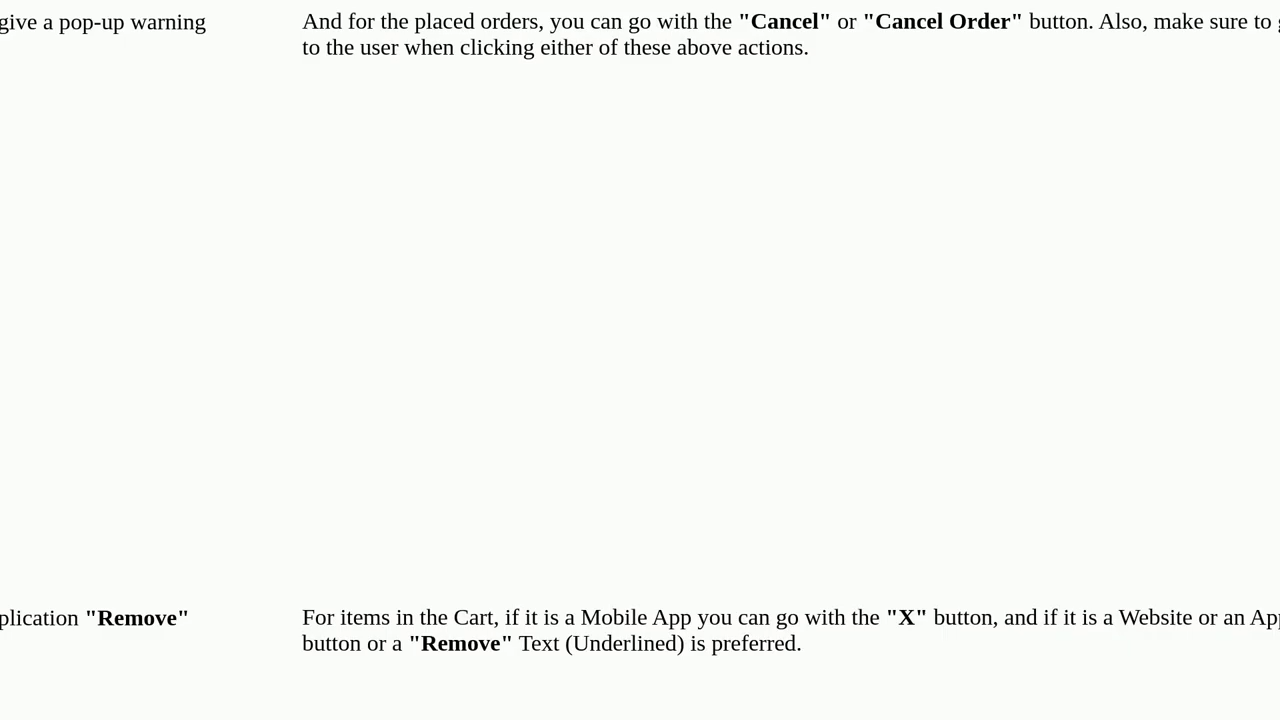 give a pop-up warning
And for the placed orders, you can go with the "Cancel" or "Cancel Order" button. Also, make sure to
to the user when clicking either of these above actions.
plication "Remove"
For items in the Cart, if it is a Mobile App you can go with the "X" button, and if it is a Website or an App
button or a "Remove" Text (Underlined) is preferred.